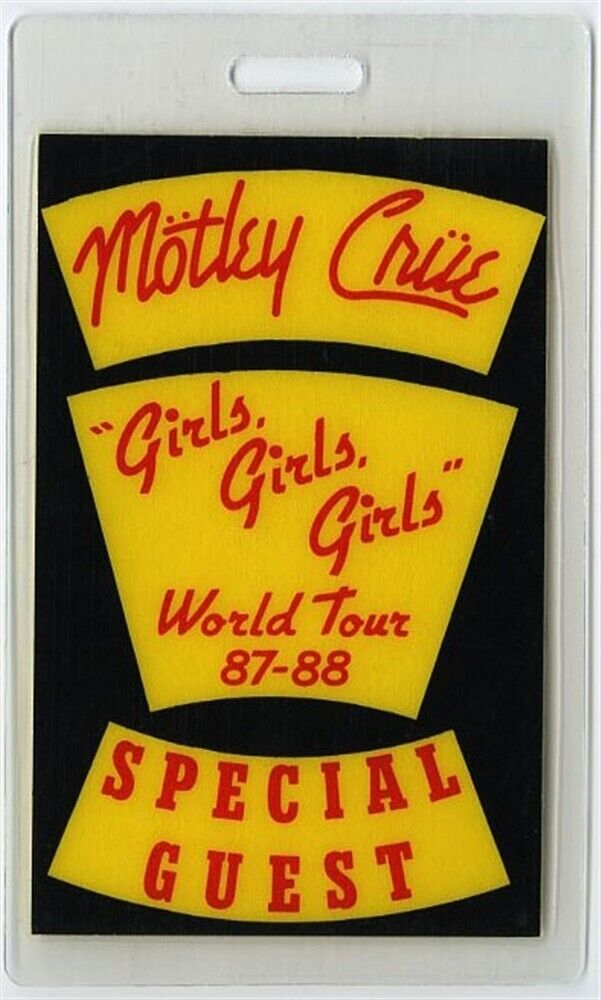 Mötley Crüe
"Girls,
Girls,
Girls"
World Tour
87-88
SPECIAL
GUEST